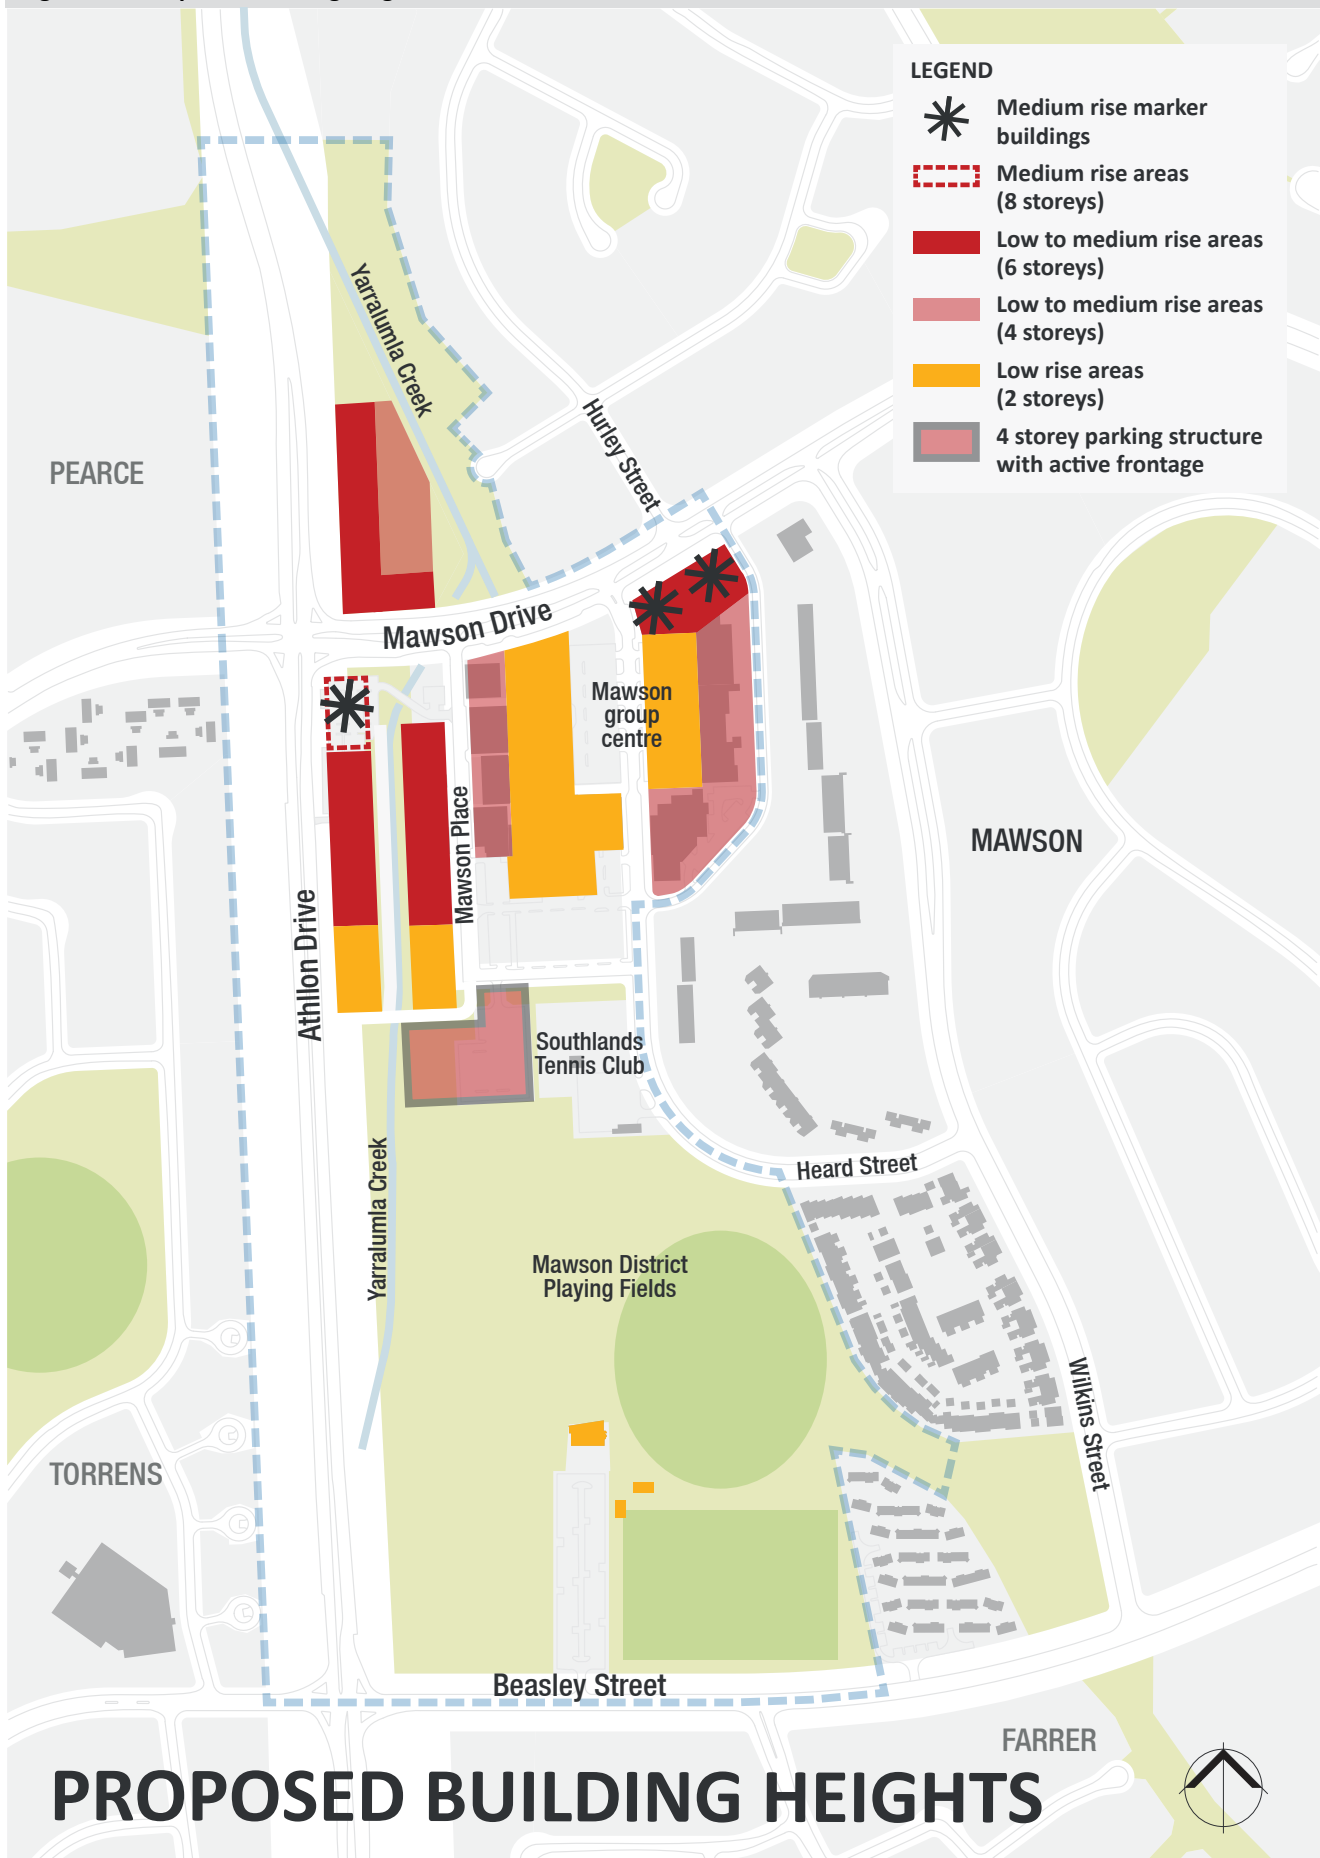 LEGEND
Medium rise marker
buildings
Medium rise areas
(8 storeys)
Low to medium rise areas
(6 storeys)
Low to medium rise areas
(4 storeys)
Low rise areas
(2 storeys)
4 storey parking structure
with active frontage
Yarralumla Creek
Hurley Street
PEARCE
Mawson Drive
Mawson
group
centre
Mawson Place
MAWSON
Athllon Drive
Southlands
Tennis Club
Heard Street
Yarralumla Creek
Mawson District
Playing Fields
Wilkins Street
TORRENS
Beasley Street
FARRER
PROPOSED BUILDING HEIGHTS